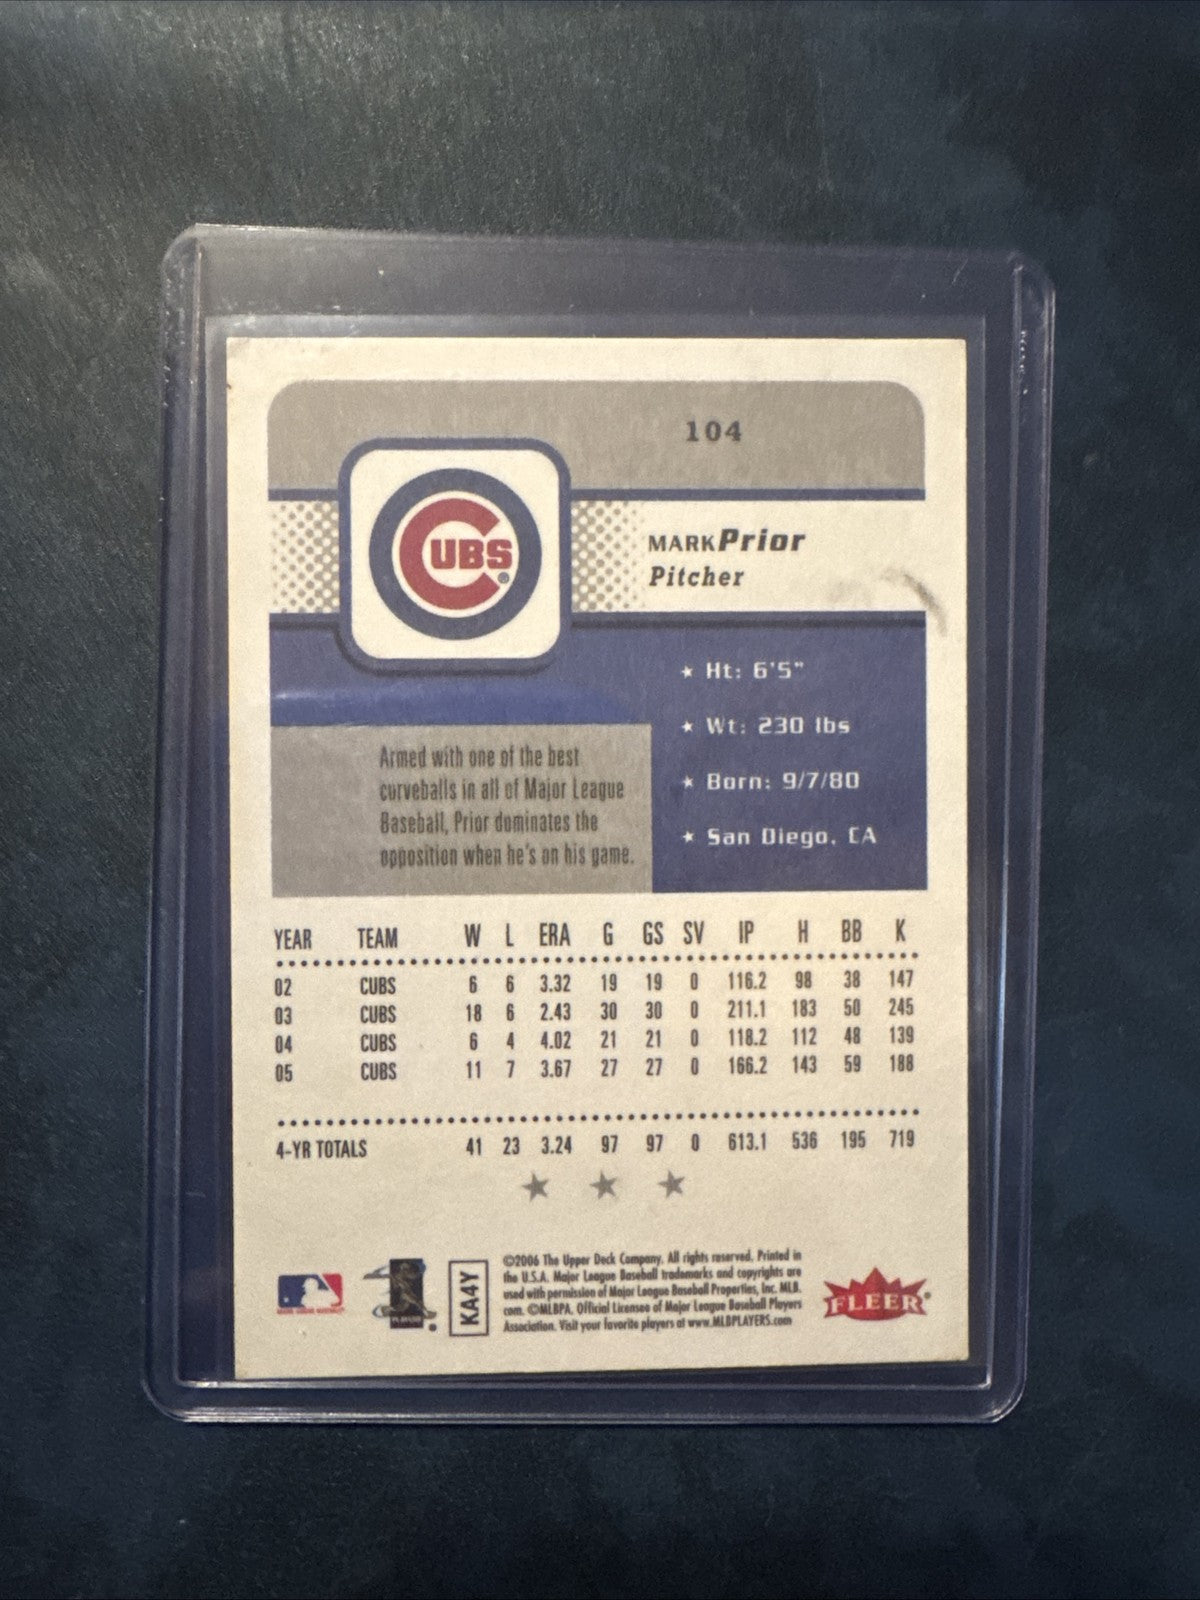 104
CUBS
MARK Prior
Pitcher
★ Ht: 6'5"
★ Wt: 230 lbs
★ Born: 9/7/80
★ San Diego, CA
Armed with one of the best
curveballs in all of Major League
Baseball, Prior dominates the
opposition when he's on his game.
YEAR TEAM W L ERA G GS SV IP H BB K
02 CUBS 6 6 3.32 19 19 0 116.2 98 38 147
03 CUBS 18 6 2.43 30 30 0 211.1 183 50 245
04 CUBS 6 4 4.02 21 21 0 118.2 112 48 139
05 CUBS 11 7 3.67 27 27 0 166.2 143 59 188
4-YR TOTALS 41 23 3.24 97 97 0 613.1 536 195 719
KA4Y
©2006 The Upper Deck Company. All rights reserved. Printed in
the U.S.A. Major League Baseball trademarks and copyrights are
used with permission of Major League Baseball Properties, Inc. MLB.
com. ©MLBPA. Official Licensee of Major League Baseball Players
Association. Visit your favorite players at www.MLBPLAYERS.com
FLEER®